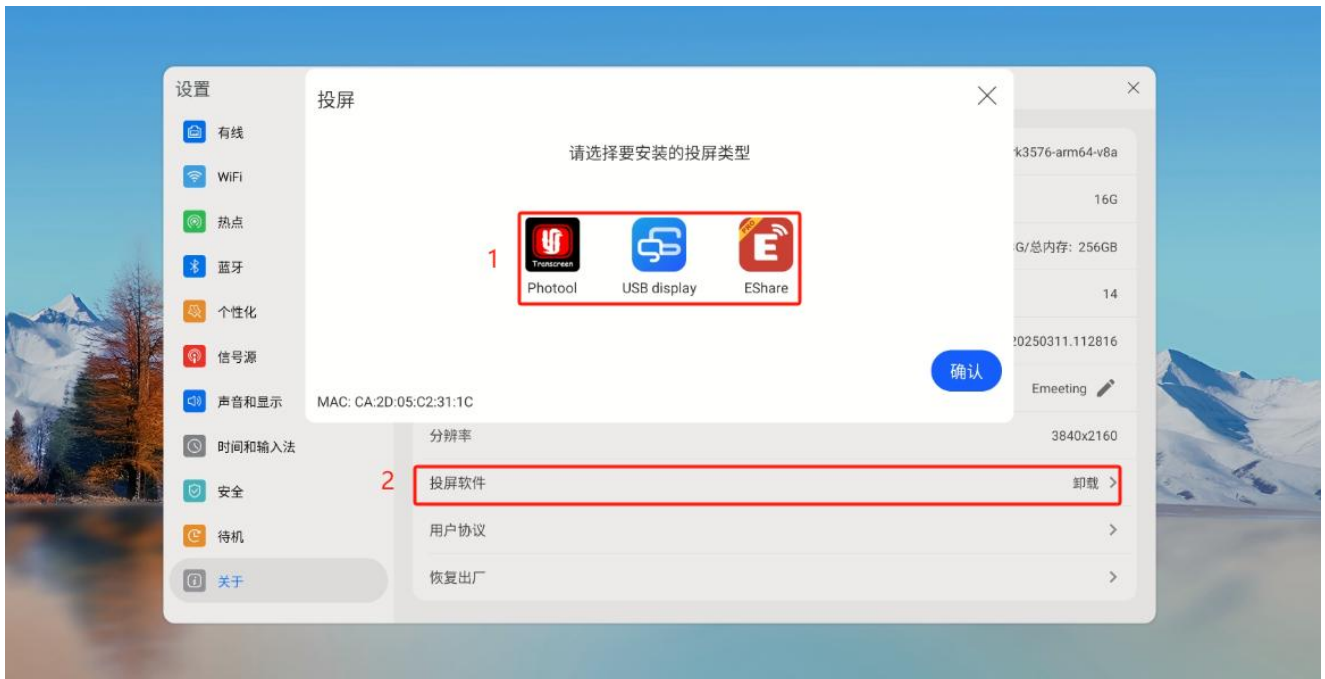 设置
有线
WiFi
热点
蓝牙
个性化
信号源
声音和显示
时间和输入法
安全
待机
关于
投屏
请选择要安装的投屏类型
1
Transcreen
Photool
USB display
PRO
E
EShare
确认
MAC: CA:2D:05:C2:31:1C
k3576-arm64-v8a
16G
G/总内存: 256GB
14
20250311.112816
Emeeting
分辨率 3840x2160
2
投屏软件 卸载
用户协议
恢复出厂